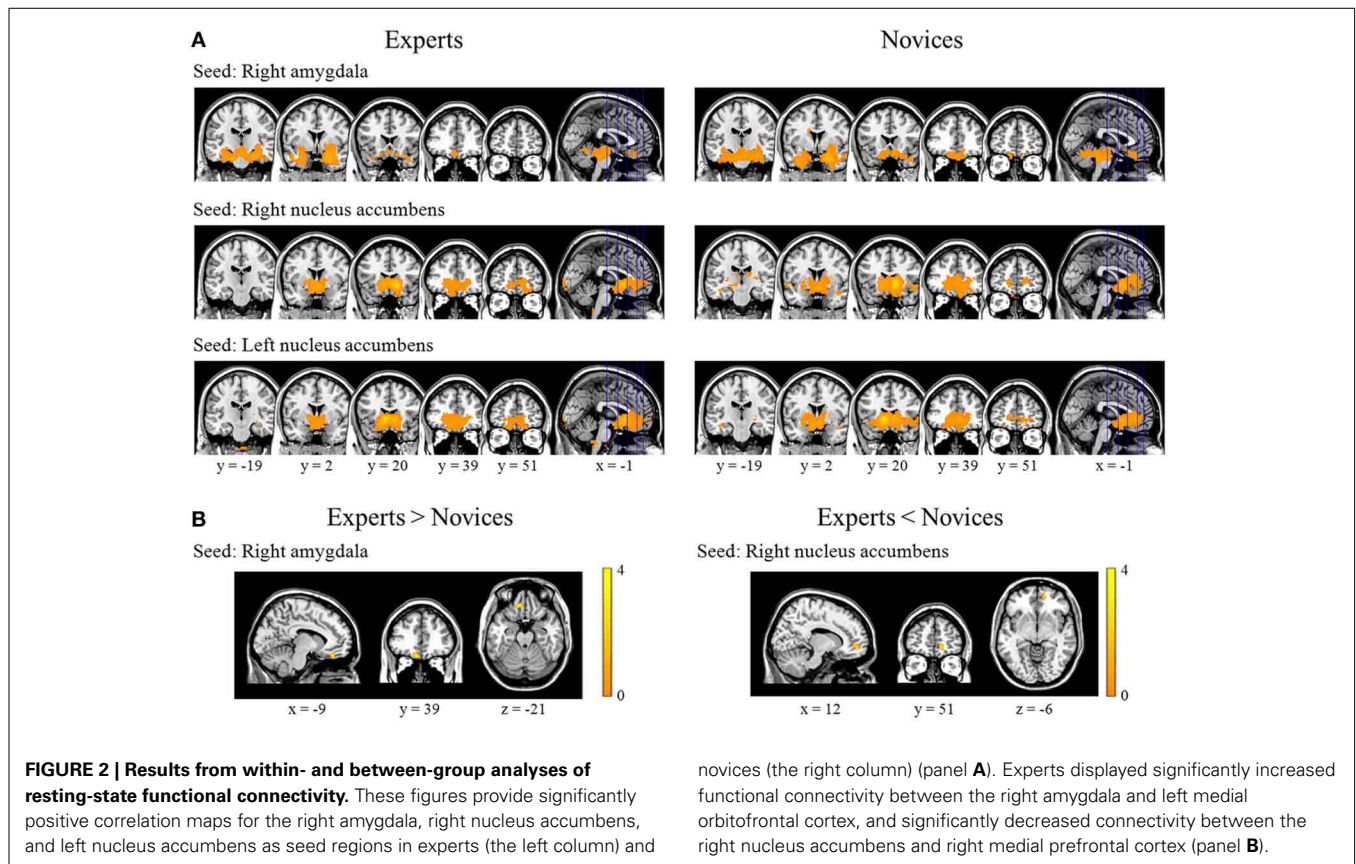 A
Experts
Novices
Seed: Right amygdala
Seed: Right nucleus accumbens
Seed: Left nucleus accumbens
y = -19 y = 2 y = 20 y = 39 y = 51 x = -1
y = -19 y = 2 y = 20 y = 39 y = 51 x = -1
B
Experts > Novices
Seed: Right amygdala
4
0
x = -9 y = 39 z = -21
Experts < Novices
Seed: Right nucleus accumbens
4
0
x = 12 y = 51 z = -6
FIGURE 2 | Results from within- and between-group analyses of
resting-state functional connectivity. These figures provide significantly
positive correlation maps for the right amygdala, right nucleus accumbens,
and left nucleus accumbens as seed regions in experts (the left column) and
novices (the right column) (panel A). Experts displayed significantly increased
functional connectivity between the right amygdala and left medial
orbitofrontal cortex, and significantly decreased connectivity between the
right nucleus accumbens and right medial prefrontal cortex (panel B).